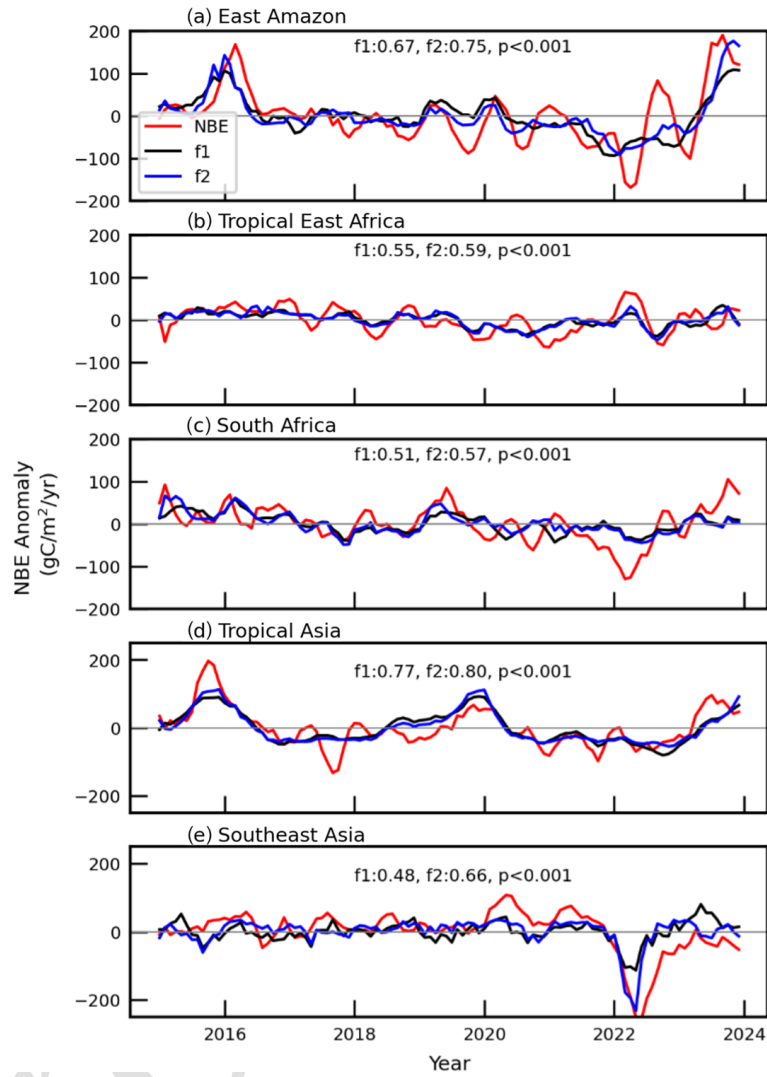 (a) East Amazon
f1:0.67, f2:0.75, p<0.001
200
100
0
−100
−200
NBE
f1
f2
(b) Tropical East Africa
f1:0.55, f2:0.59, p<0.001
200
100
0
−100
−200
(c) South Africa
f1:0.51, f2:0.57, p<0.001
200
100
0
−100
−200
NBE Anomaly
(gC/m²/yr)
(d) Tropical Asia
f1:0.77, f2:0.80, p<0.001
200
0
−200
(e) Southeast Asia
f1:0.48, f2:0.66, p<0.001
200
0
−200
2016 2018 2020 2022 2024
Year